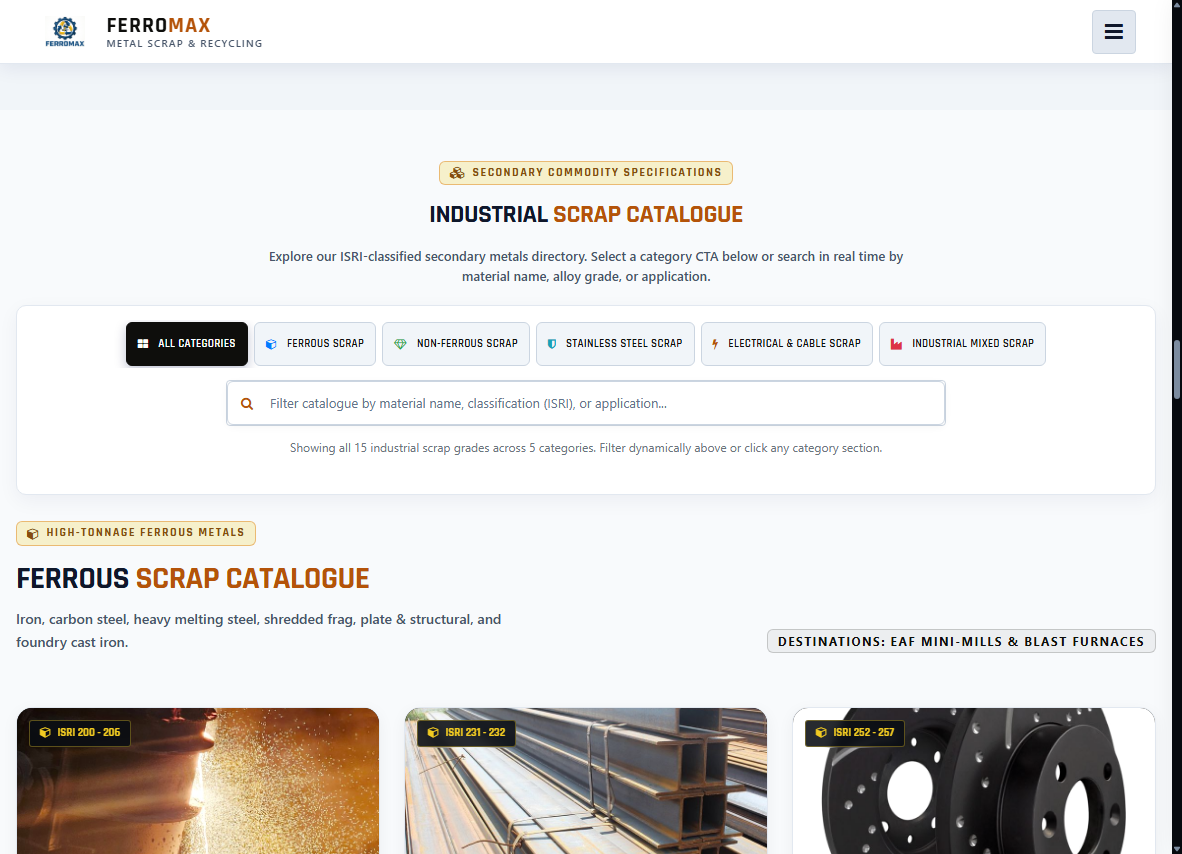 FERROMAX
FERROMAX
METAL SCRAP & RECYCLING
SECONDARY COMMODITY SPECIFICATIONS
INDUSTRIAL SCRAP CATALOGUE
Explore our ISRI-classified secondary metals directory. Select a category CTA below or search in real time by
material name, alloy grade, or application.
ALL CATEGORIES
FERROUS SCRAP
NON-FERROUS SCRAP
STAINLESS STEEL SCRAP
ELECTRICAL & CABLE SCRAP
INDUSTRIAL MIXED SCRAP
Filter catalogue by material name, classification (ISRI), or application...
Showing all 15 industrial scrap grades across 5 categories. Filter dynamically above or click any category section.
HIGH-TONNAGE FERROUS METALS
FERROUS SCRAP CATALOGUE
Iron, carbon steel, heavy melting steel, shredded frag, plate & structural, and
foundry cast iron.
DESTINATIONS: EAF MINI-MILLS & BLAST FURNACES
ISRI 200 - 206
ISRI 231 - 232
ISRI 252 - 257